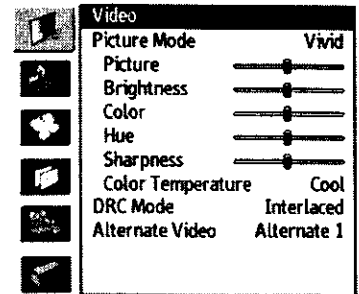 Video
Picture Mode Vivid
Picture
Brightness
Color
Hue
Sharpness
Color Temperature Cool
DRC Mode Interlaced
Alternate Video Alternate 1